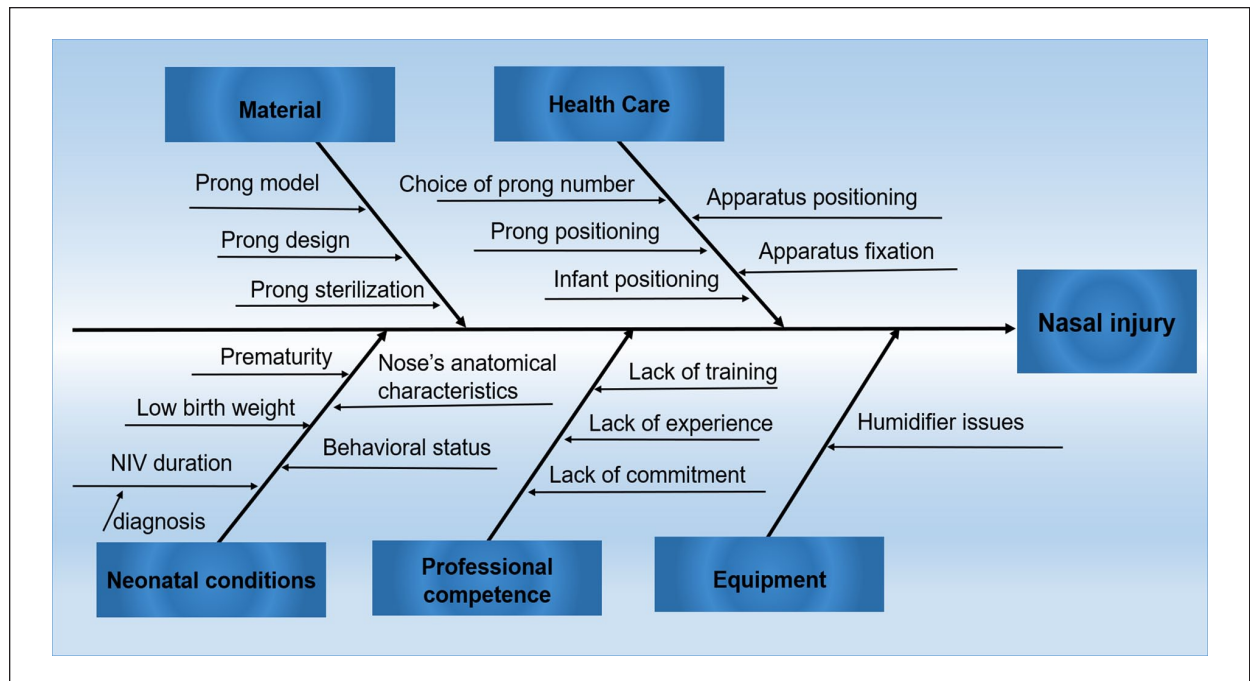 Material
Health Care
Prong model
Prong design
Prong sterilization
Choice of prong number
Prong positioning
Infant positioning
Apparatus positioning
Apparatus fixation
Nasal injury
Prematurity
Low birth weight
NIV duration
diagnosis
Nose’s anatomical
characteristics
Behavioral status
Lack of training
Lack of experience
Lack of commitment
Humidifier issues
Neonatal conditions
Professional
competence
Equipment